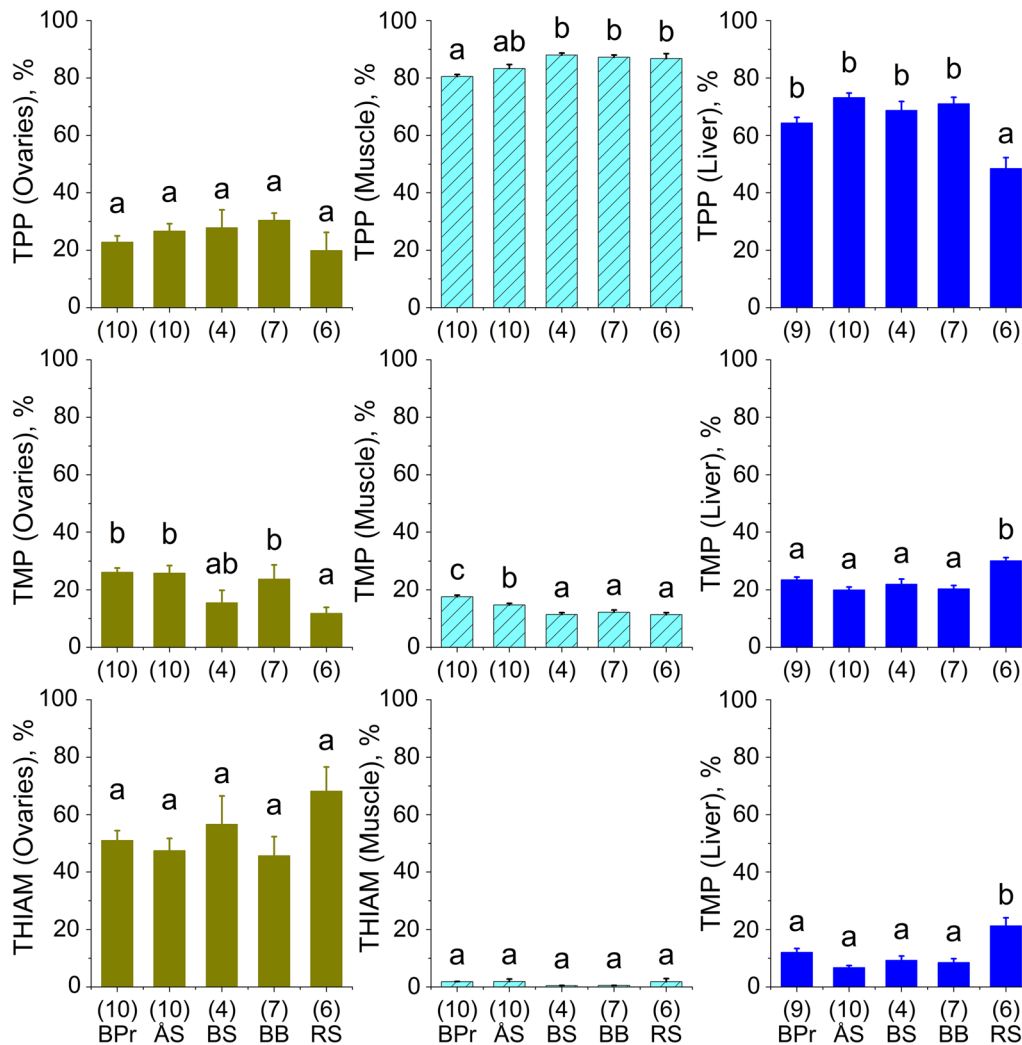 TPP (Ovaries), %
100
80
60
40
20
0
a a a a a
(10) (10) (4) (7) (6)
TPP (Muscle), %
100
80
60
40
20
0
a ab b b b
(10) (10) (4) (7) (6)
TPP (Liver), %
100
80
60
40
20
0
b b b b a
(9) (10) (4) (7) (6)
TMP (Ovaries), %
100
80
60
40
20
0
b b ab b a
(10) (10) (4) (7) (6)
TMP (Muscle), %
100
80
60
40
20
0
c b a a a
(10) (10) (4) (7) (6)
TMP (Liver), %
100
80
60
40
20
0
a a a a b
(9) (10) (4) (7) (6)
THIAM (Ovaries), %
100
80
60
40
20
0
a a a a a
(10) (10) (4) (7) (6)
BPr ÅS BS BB RS
THIAM (Muscle), %
100
80
60
40
20
0
a a a a a
(10) (10) (4) (7) (6)
BPr ÅS BS BB RS
TMP (Liver), %
100
80
60
40
20
0
a a a a b
(9) (10) (4) (7) (6)
BPr ÅS BS BB RS